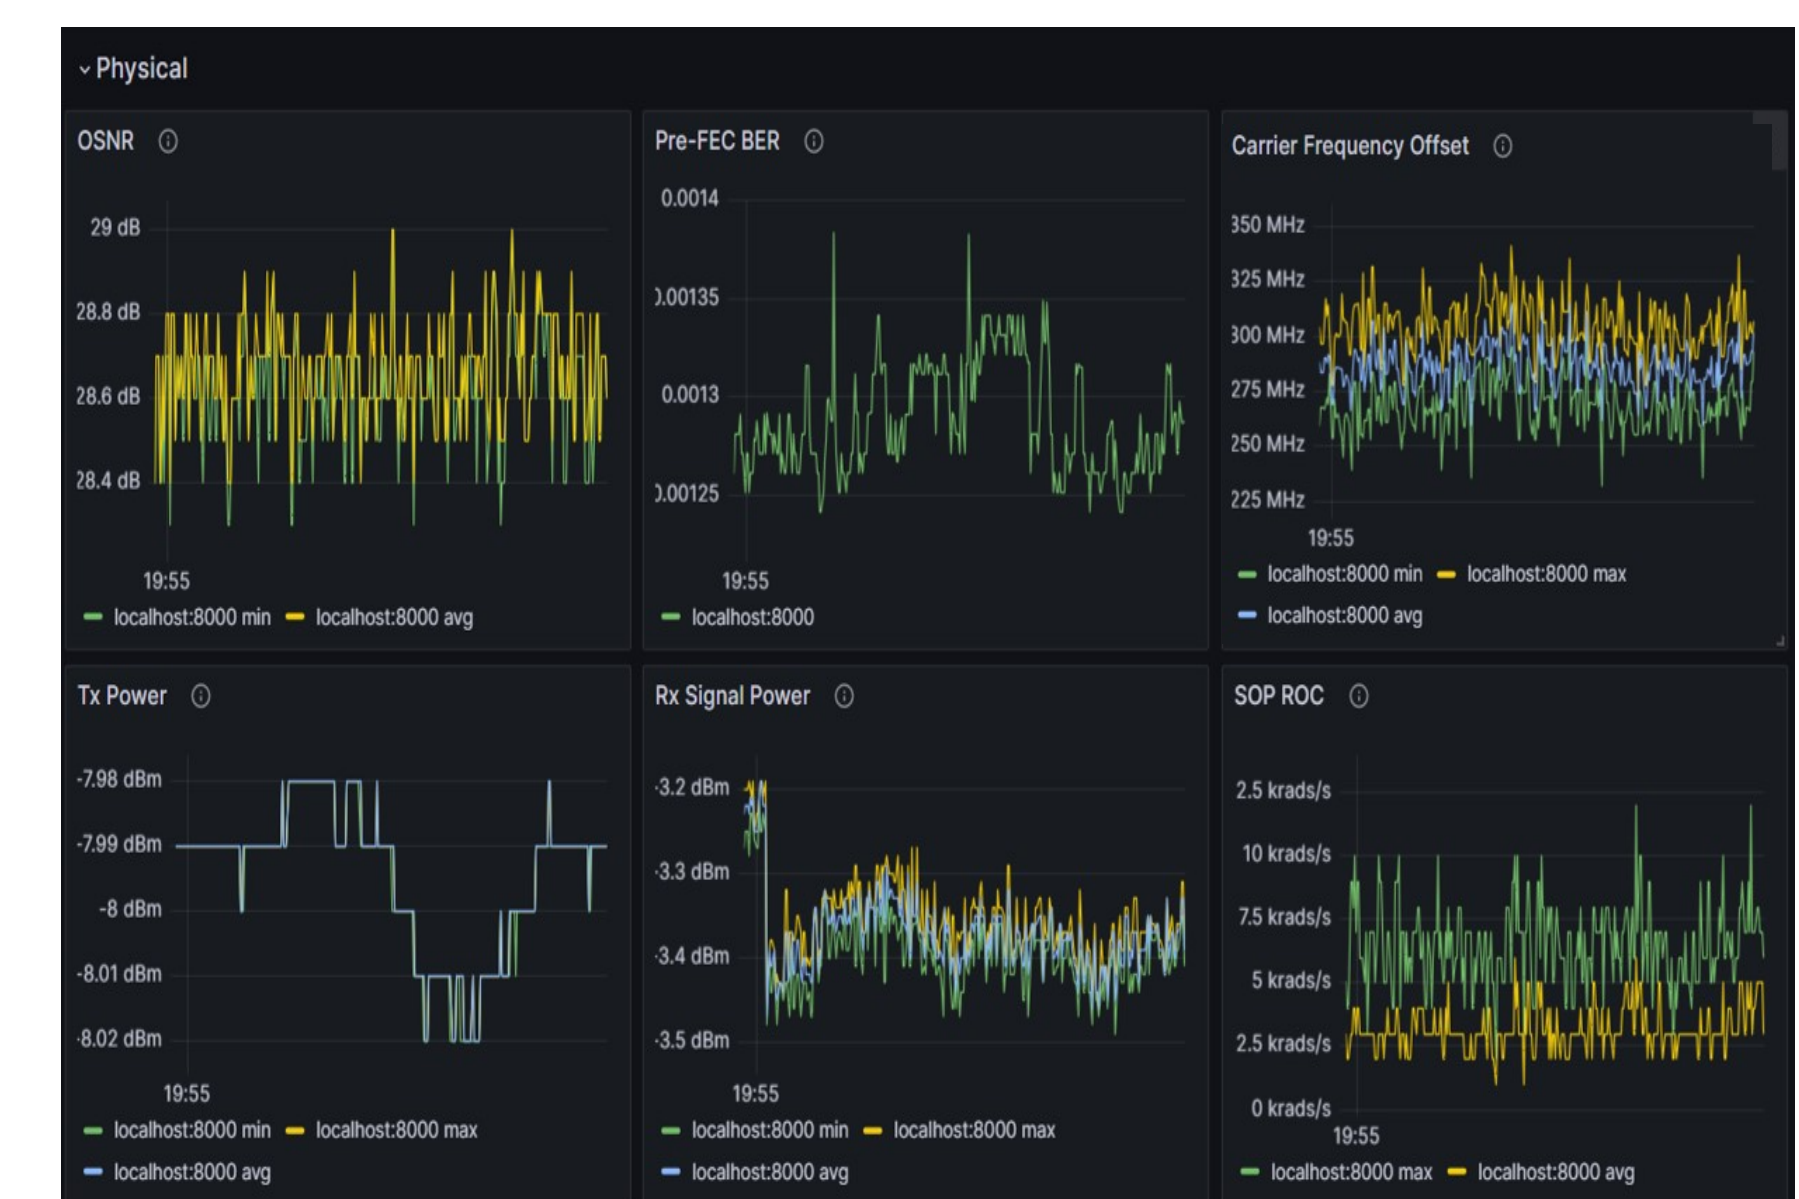 Physical
OSNR
29 dB
28.8 dB
28.6 dB
28.4 dB
19:55
localhost:8000 min localhost:8000 avg
Pre-FEC BER
0.0014
0.00135
0.0013
0.00125
19:55
localhost:8000
Carrier Frequency Offset
350 MHz
325 MHz
300 MHz
275 MHz
250 MHz
225 MHz
19:55
localhost:8000 min localhost:8000 max
localhost:8000 avg
Tx Power
-7.98 dBm
-7.99 dBm
-8 dBm
-8.01 dBm
-8.02 dBm
19:55
localhost:8000 min localhost:8000 max
localhost:8000 avg
Rx Signal Power
-3.2 dBm
-3.3 dBm
-3.4 dBm
-3.5 dBm
19:55
localhost:8000 min localhost:8000 max
localhost:8000 avg
SOP ROC
2.5 krads/s
10 krads/s
7.5 krads/s
5 krads/s
2.5 krads/s
0 krads/s
19:55
localhost:8000 max localhost:8000 avg